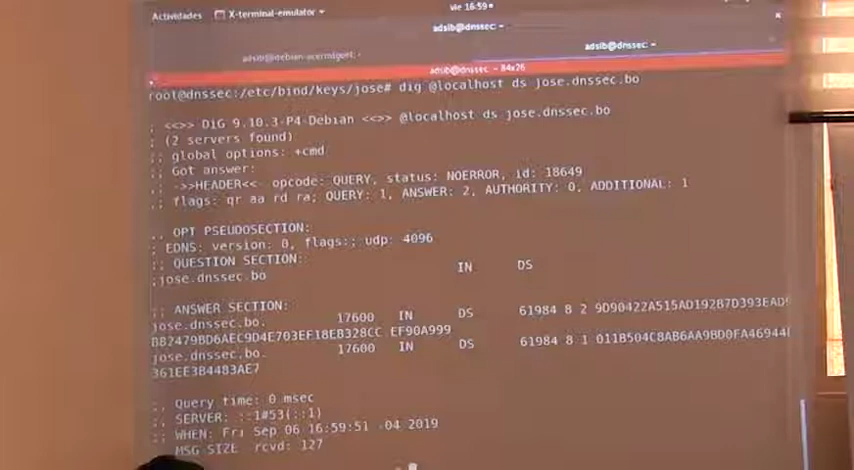 Actividades X-terminal-emulator vie 16:59
adsib@dnssec: ~
adsib@debian-acermdgent: ~ adsib@dnssec: ~
adsib@dnssec: ~ 84x26
root@dnssec:/etc/bind/keys/jose# dig @localhost ds jose.dnssec.bo
; <<>> DiG 9.10.3-P4-Debian <<>> @localhost ds jose.dnssec.bo
; (2 servers found)
;; global options: +cmd
;; Got answer:
;; ->>HEADER<<- opcode: QUERY, status: NOERROR, id: 18649
;; flags: qr aa rd ra; QUERY: 1, ANSWER: 2, AUTHORITY: 0, ADDITIONAL: 1
;; OPT PSEUDOSECTION:
; EDNS: version: 0, flags:; udp: 4096
;; QUESTION SECTION:
;jose.dnssec.bo IN DS
;; ANSWER SECTION:
jose.dnssec.bo. 17600 IN DS 61984 8 2
jose.dnssec.bo. 17600 IN DS 61984 8 1
361EE3B4483AE7
;; Query time: 0 msec
;; SERVER: ::1#53(::1)
;; WHEN: Fri Sep 06 16:59:51 -04 2019
;; MSG SIZE rcvd: 127